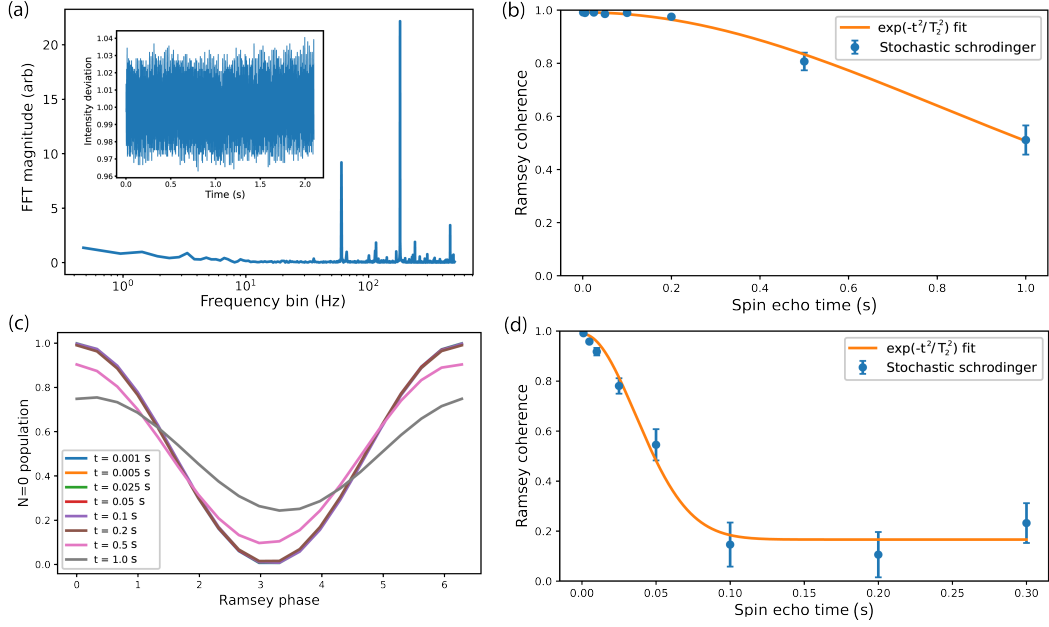 (a)
FFT magnitude (arb)
20
15
10
5
0
10⁰
10¹
10²
Frequency bin (Hz)
Intensity deviation
1.04
1.03
1.02
1.01
1.00
0.99
0.98
0.97
0.96
0.0
0.5
1.0
1.5
2.0
Time (s)
(b)
Ramsey coherence
1.0
0.8
0.6
0.4
0.2
0.0
0.0
0.2
0.4
0.6
0.8
1.0
Spin echo time (s)
exp(-t²/T₂²) fit
Stochastic schrodinger
(c)
N=0 population
1.0
0.8
0.6
0.4
0.2
0.0
0
1
2
3
4
5
6
Ramsey phase
t = 0.001 s
t = 0.005 s
t = 0.025 s
t = 0.05 s
t = 0.1 s
t = 0.2 s
t = 0.5 s
t = 1.0 s
(d)
Ramsey coherence
1.0
0.8
0.6
0.4
0.2
0.0
0.00
0.05
0.10
0.15
0.20
0.25
0.30
Spin echo time (s)
exp(-t²/T₂²) fit
Stochastic schrodinger